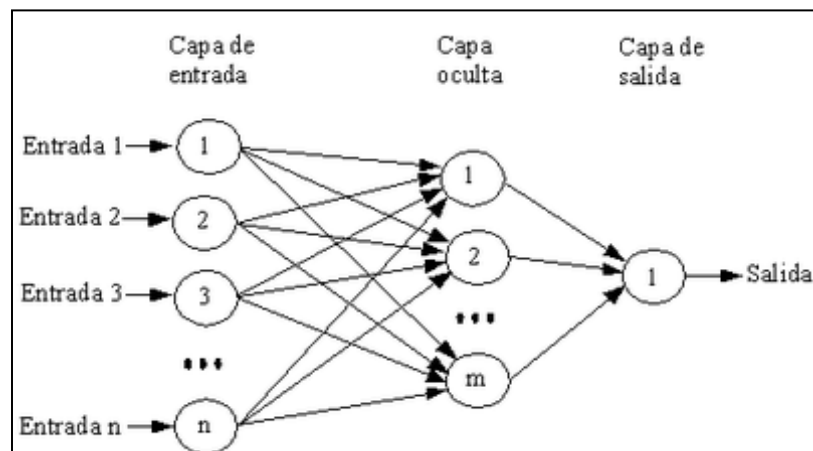 Capa de
entrada
Capa
oculta
Capa de
salida
Entrada 1
1
Entrada 2
2
Entrada 3
3
...
Entrada n
n
1
2
...
m
1
Salida